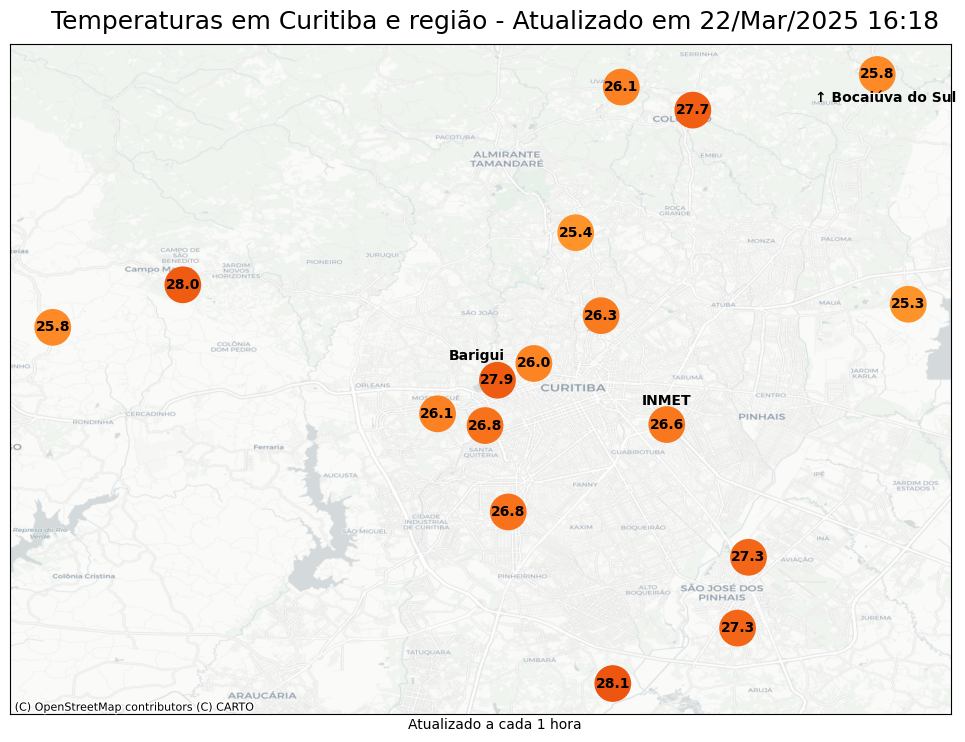 Temperaturas em Curitiba e região - Atualizado em 22/Mar/2025 16:18
SERRINHA
25.8
26.1
↑ Bocaiúva do Sul
27.7
PACOTUBA
ALMIRANTE
TAMANDARÉ
EMBU
ROÇA
GRANDE
25.4
MONZA
PALOMA
CAMPO DE
SÃO
BENEDITO
JURUQUI
PIONEIRO
JARDIM
NOVOS
HORIZONTES
28.0
25.3
MAUÁ
ATUBA
SÃO JOÃO
26.3
25.8
COLÔNIA
DOM PEDRO
Barigui
26.0
27.9
JARDIM
KARLA
TARUMÃ
ORLEANS
CURITIBA
CENTRO
INMET
26.1
CERCADINHO
RONDINHA
PINHAIS
26.8
26.6
Ferraria
SANTA
QUITÉRIA
GUABIROTUBA
AUGUSTA
IPÊ
FANNY
JARDIM DOS
ESTADOS I
26.8
CIDADE
INDUSTRIAL
DE CURITIBA
SÃO MIGUEL
Represa do Rio
Verde
XAXIM
BOQUEIRÃO
INÁ
27.3
AVIAÇÃO
Colônia Cristina
PINHEIRINHO
ALTO
BOQUEIRÃO
SÃO JOSÉ DOS
PINHAIS
JUREMA
27.3
TATUQUARA
UMBARÁ
28.1
ARUJÁ
ARAUCÁRIA
(C) OpenStreetMap contributors (C) CARTO
Atualizado a cada 1 hora